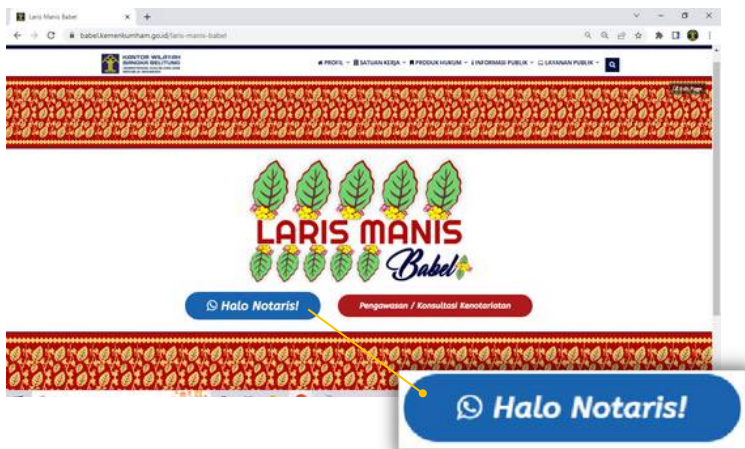 Laris Manis Babel
babel.kemenkumham.go.id/laris-manis-babel
KANTOR WILAYAH
BANGKA BELITUNG
PROFIL
SATUAN KERJA
PRODUK HUKUM
INFORMASI PUBLIK
LAYANAN PUBLIK
LARIS MANIS
Babel
Halo Notaris!
Pengawasan / Konsultasi Kenotariatan
Halo Notaris!